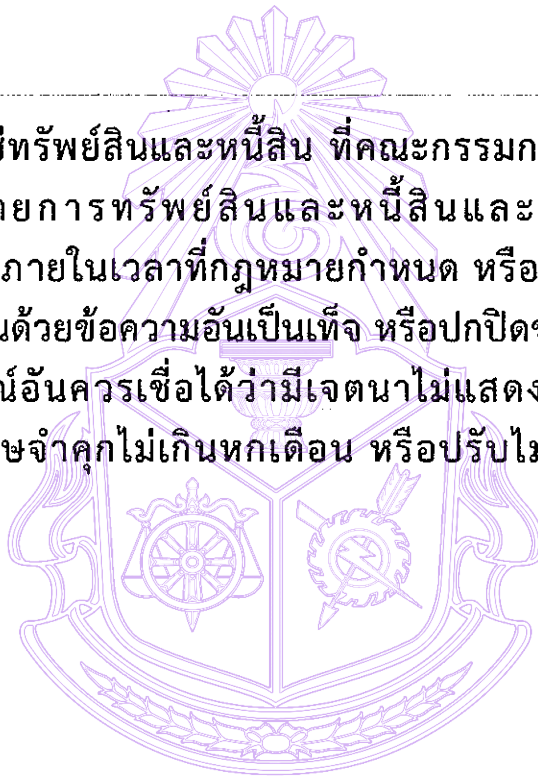 ทรัพย์สินและหนี้สิน ที่คณะกรรมก
ยการทรัพย์สินและหนี้สินและ
ภายในเวลาที่กฎหมายกำหนด หรือ
นด้วยข้อความอันเป็นเท็จ หรือปกปิดข
ณ์อันควรเชื่อได้ว่ามีเจตนาไม่แสดง
ษจำคุกไม่เกินหกเดือน หรือปรับไม